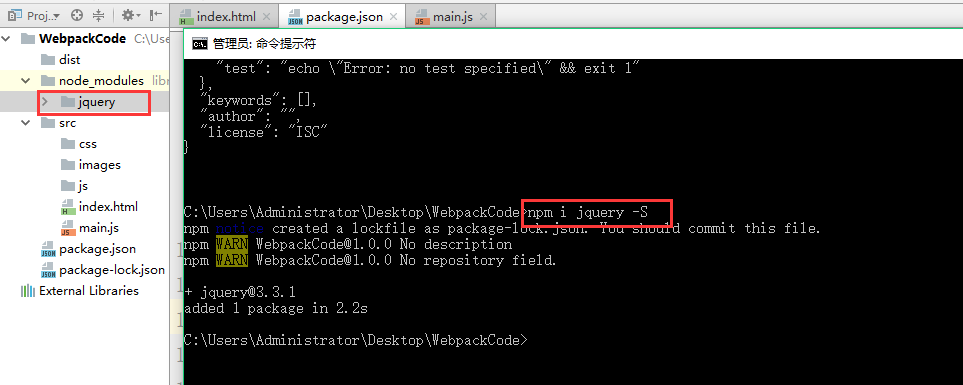 Proj..
index.html
package.json
main.js
WebpackCode C:\Us
dist
node_modules libr
jquery
src
css
images
js
index.html
main.js
package.json
package-lock.json
External Libraries
管理员: 命令提示符
"test": "echo \"Error: no test specified\" && exit 1"
},
"keywords": [],
"author": "",
"license": "ISC"
}
C:\Users\Administrator\Desktop\WebpackCode>npm i jquery -S
npm notice created a lockfile as package-lock.json. You should commit this file.
npm WARN WebpackCode@1.0.0 No description
npm WARN WebpackCode@1.0.0 No repository field.
+ jquery@3.3.1
added 1 package in 2.2s
C:\Users\Administrator\Desktop\WebpackCode>